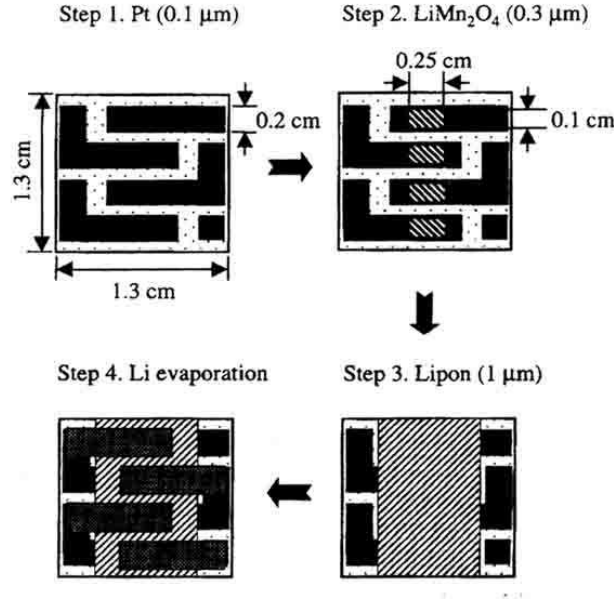 Step 1. Pt (0.1 μm)
Step 2. LiMn₂O₄ (0.3 μm)
0.25 cm
0.2 cm
0.1 cm
1.3 cm
1.3 cm
Step 4. Li evaporation
Step 3. Lipon (1 μm)